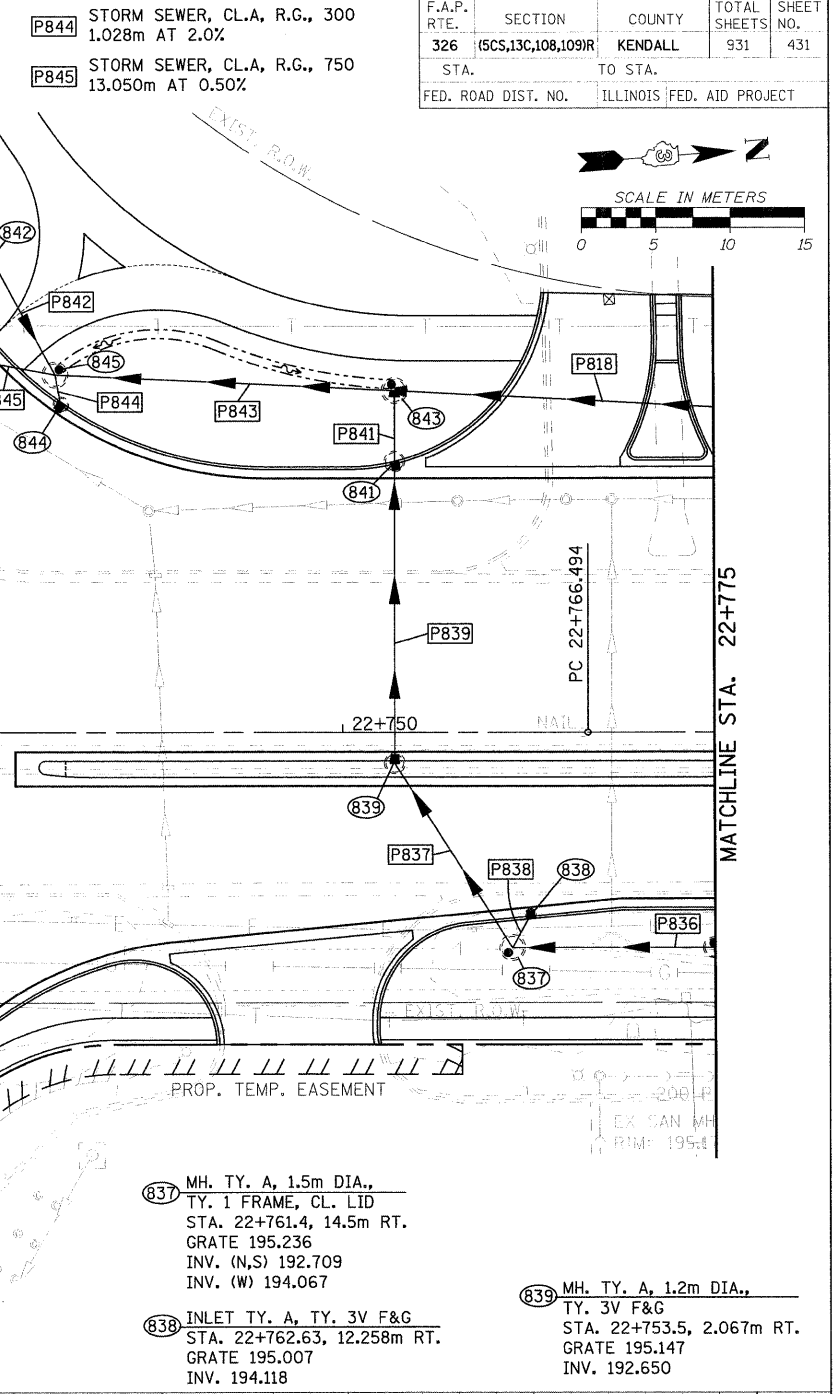 P844 STORM SEWER, CL.A, R.G., 300
1.028m AT 2.0%
P845 STORM SEWER, CL.A, R.G., 750
13.050m AT 0.50%
F.A.P. RTE. SECTION COUNTY TOTAL SHEETS SHEET NO.
326 (5CS,13C,108,109)R KENDALL 931 431
STA. TO STA.
FED. ROAD DIST. NO. ILLINOIS FED. AID PROJECT
EXIST. R.O.W.
N
SCALE IN METERS
0 5 10 15
842
P842
845
P818
845
P844
P843
843
844
P841
841
P839
PC 22+766.494
MATCHLINE STA. 22+775
22+750
NAIL
839
P837
P838
838
P836
837
EXIST. R.O.W.
PROP. TEMP. EASEMENT
200
EX SAN MH
RIM: 195.
837 MH. TY. A, 1.5m DIA.,
TY. 1 FRAME, CL. LID
STA. 22+761.4, 14.5m RT.
GRATE 195.236
INV. (N,S) 192.709
INV. (W) 194.067
838 INLET TY. A, TY. 3V F&G
STA. 22+762.63, 12.258m RT.
GRATE 195.007
INV. 194.118
839 MH. TY. A, 1.2m DIA.,
TY. 3V F&G
STA. 22+753.5, 2.067m RT.
GRATE 195.147
INV. 192.650